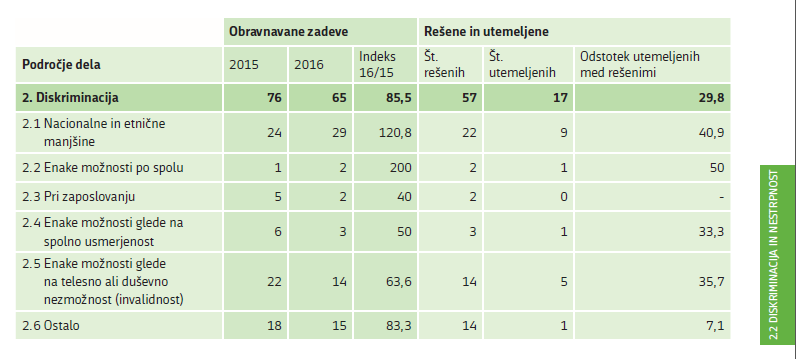 Obravnavane zadeve Rešene in utemeljene
Področje dela 2015 2016 Indeks 16/15 Št. rešenih Št. utemeljenih Odstotek utemeljenih med rešenimi
2. Diskriminacija 76 65 85,5 57 17 29,8
2.1 Nacionalne in etnične manjšine 24 29 120,8 22 9 40,9
2.2 Enake možnosti po spolu 1 2 200 2 1 50
2.3 Pri zaposlovanju 5 2 40 2 0 -
2.4 Enake možnosti glede na spolno usmerjenost 6 3 50 3 1 33,3
2.5 Enake možnosti glede na telesno ali duševno nezmožnost (invalidnost) 22 14 63,6 14 5 35,7
2.6 Ostalo 18 15 83,3 14 1 7,1
2.2 DISKRIMINACIJA IN NESTRPNOST